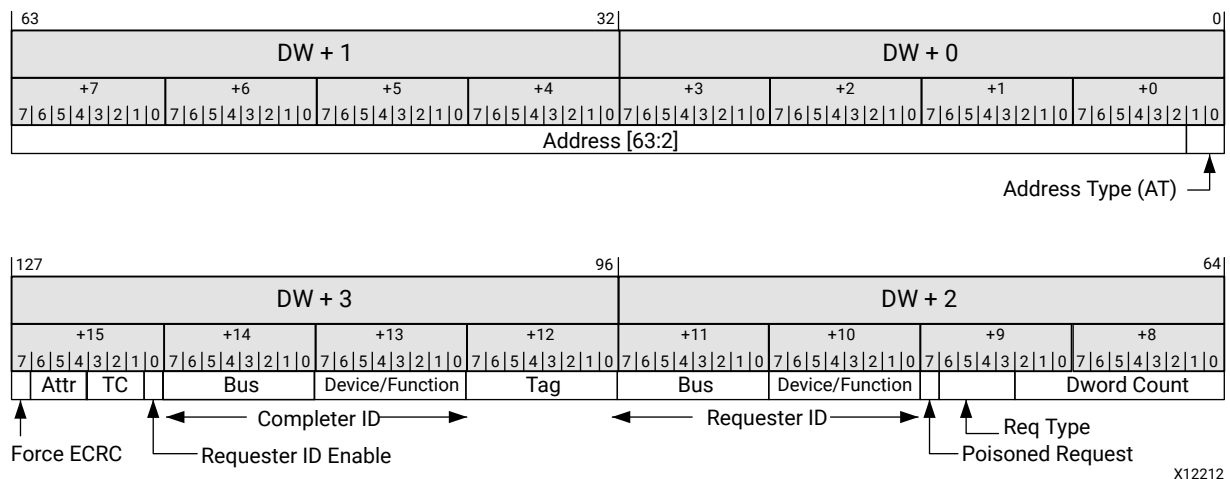 63 32 0
DW + 1 DW + 0
+7 +6 +5 +4 +3 +2 +1 +0
7 6 5 4 3 2 1 0 7 6 5 4 3 2 1 0 7 6 5 4 3 2 1 0 7 6 5 4 3 2 1 0 7 6 5 4 3 2 1 0 7 6 5 4 3 2 1 0 7 6 5 4 3 2 1 0 7 6 5 4 3 2 1 0
Address [63:2]
Address Type (AT)
127 96 64
DW + 3 DW + 2
+15 +14 +13 +12 +11 +10 +9 +8
7 6 5 4 3 2 1 0 7 6 5 4 3 2 1 0 7 6 5 4 3 2 1 0 7 6 5 4 3 2 1 0 7 6 5 4 3 2 1 0 7 6 5 4 3 2 1 0 7 6 5 4 3 2 1 0 7 6 5 4 3 2 1 0
Attr TC Bus Device/Function Tag Bus Device/Function Dword Count
Completer ID Requester ID Req Type
Force ECRC Requester ID Enable Poisoned Request
X12212